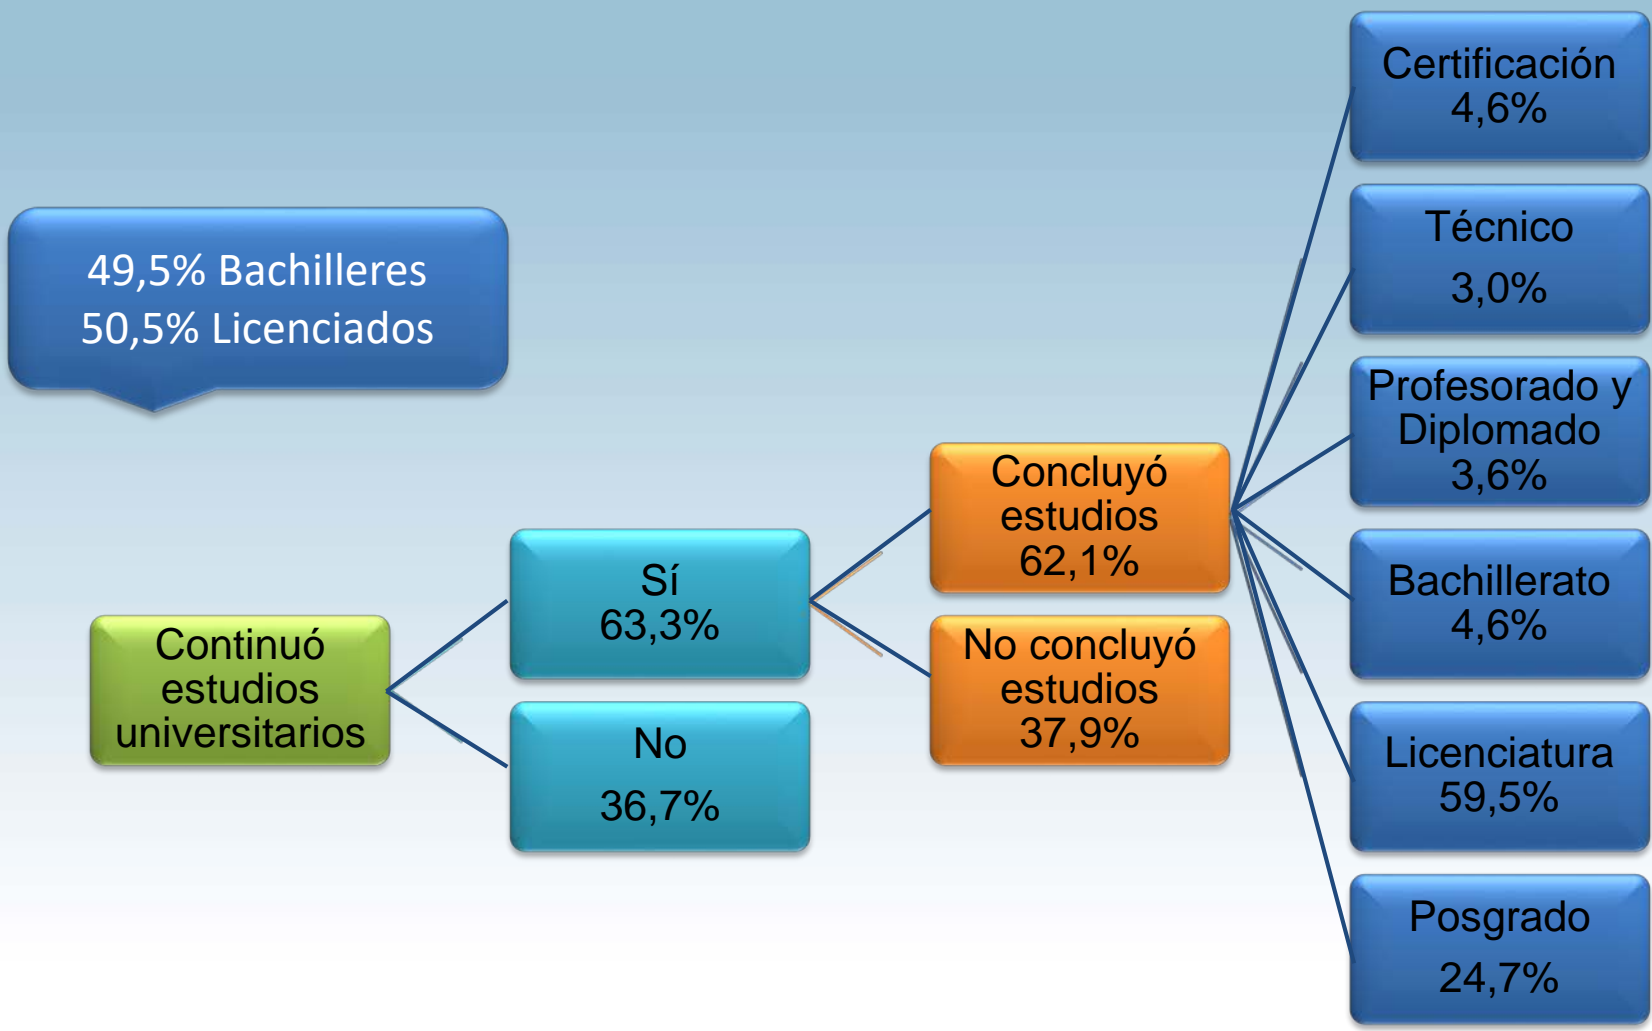 49,5% Bachilleres
50,5% Licenciados
Continuó
estudios
universitarios
Sí
63,3%
No
36,7%
Concluyó
estudios
62,1%
No concluyó
estudios
37,9%
Certificación
4,6%
Técnico
3,0%
Profesorado y
Diplomado
3,6%
Bachillerato
4,6%
Licenciatura
59,5%
Posgrado
24,7%